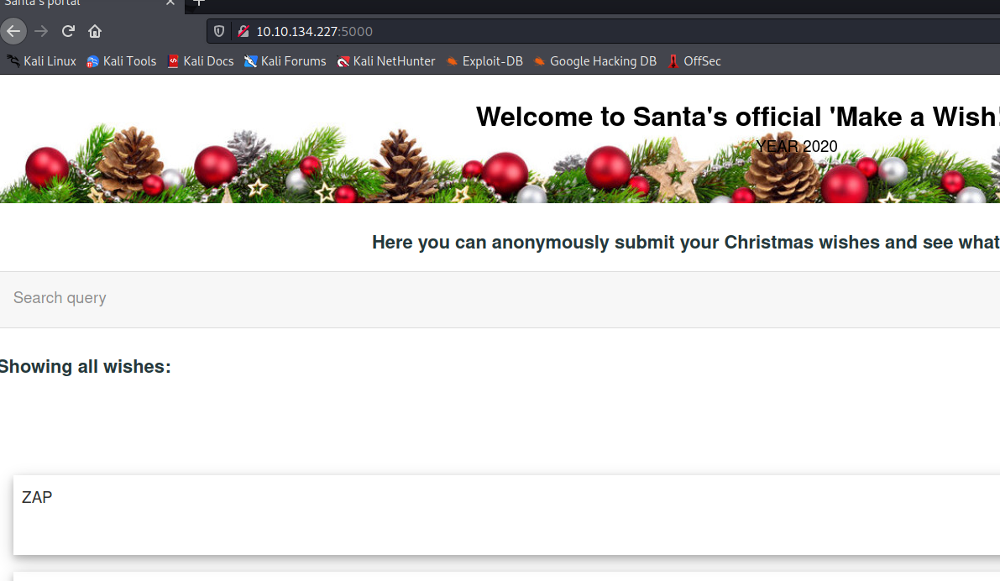 Santa's portal
10.10.134.227:5000
Kali Linux Kali Tools Kali Docs Kali Forums Kali NetHunter Exploit-DB Google Hacking DB OffSec
Welcome to Santa's official 'Make a Wish!
YEAR 2020
Here you can anonymously submit your Christmas wishes and see what
Search query
Showing all wishes:
ZAP